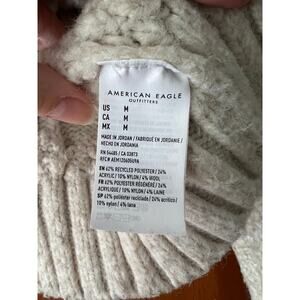 AMERICAN EAGLE
OUTFITTERS
US M
CA M
MX M
MADE IN JORDAN / FABRIQUÉ EN JORDANIE /
HECHO EN JORDANIA
RN 54485 / CA 03873
EN 62% RECYCLED POLYESTER / 24%
ACRYLIC / 10% NYLON / 4% WOOL
FR 62% POLYESTER RÉGÉNÉRÉ / 24%
ACRYLIQUE / 10% NYLON / 4% LAINE
SP 62% poliéster reciclado / 24% acrílico /
10% nylon / 4% lana